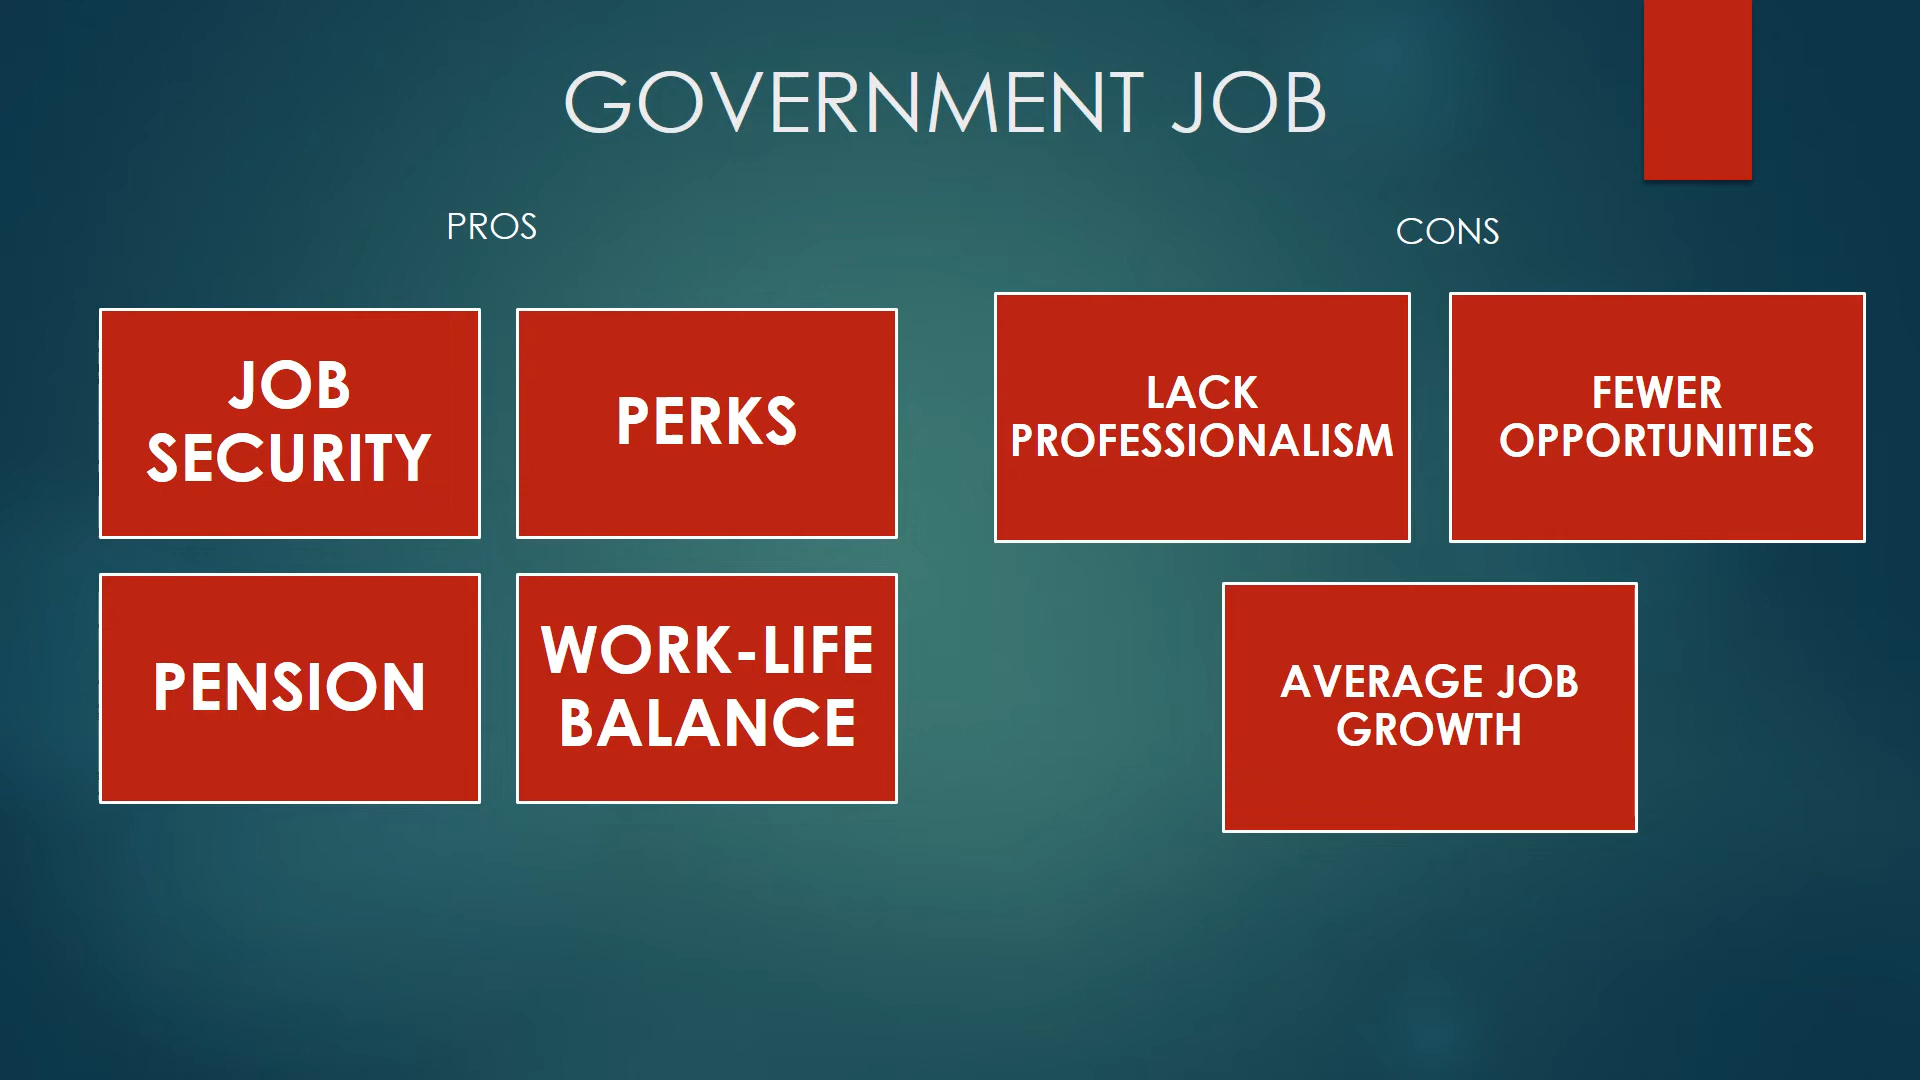 GOVERNMENT JOB
PROS
JOB
SECURITY
PERKS
PENSION
WORK-LIFE
BALANCE
CONS
LACK
PROFESSIONALISM
FEWER
OPPORTUNITIES
AVERAGE JOB
GROWTH